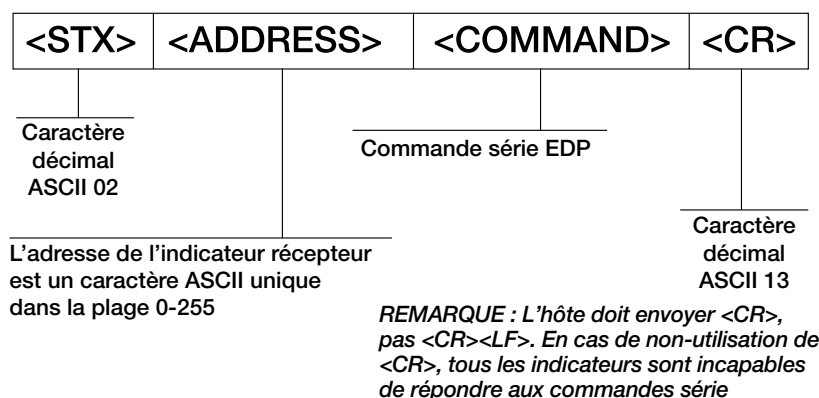 <STX> <ADDRESS> <COMMAND> <CR>
Caractère
décimal
ASCII 02
Commande série EDP
L’adresse de l’indicateur récepteur
est un caractère ASCII unique
dans la plage 0-255
Caractère
décimal
ASCII 13
REMARQUE : L’hôte doit envoyer <CR>,
pas <CR><LF>. En cas de non-utilisation de
<CR>, tous les indicateurs sont incapables
de répondre aux commandes série